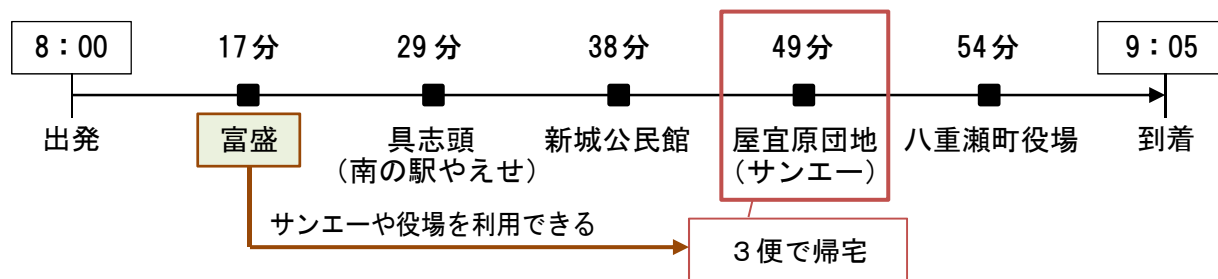 8：00
17分
29分
38分
49分
54分
9：05
出発
富盛
具志頭
（南の駅やえせ）
新城公民館
屋宜原団地
（サンエー）
八重瀬町役場
到着
サンエーや役場を利用できる
３便で帰宅